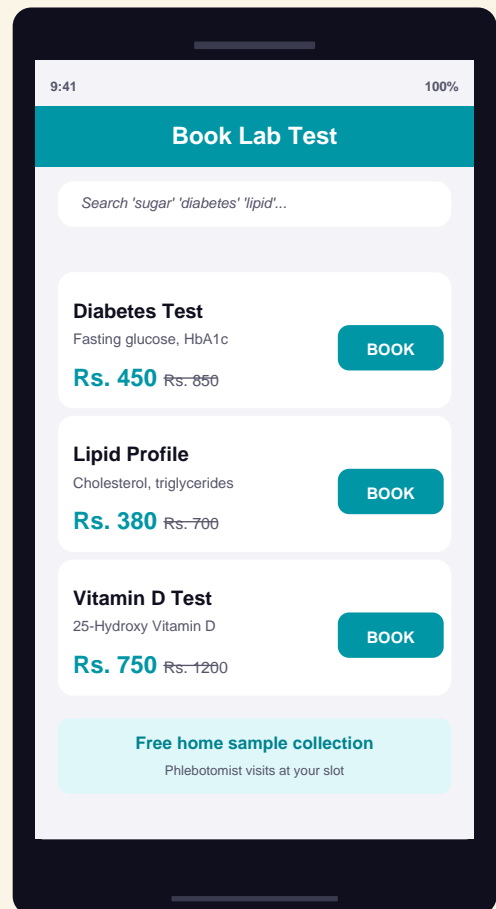 9:41 100%
Book Lab Test
Search 'sugar' 'diabetes' 'lipid'...
Diabetes Test
Fasting glucose, HbA1c
BOOK
Rs. 450 Rs. 850
Lipid Profile
Cholesterol, triglycerides
BOOK
Rs. 380 Rs. 700
Vitamin D Test
25-Hydroxy Vitamin D
BOOK
Rs. 750 Rs. 1200
Free home sample collection
Phlebotomist visits at your slot